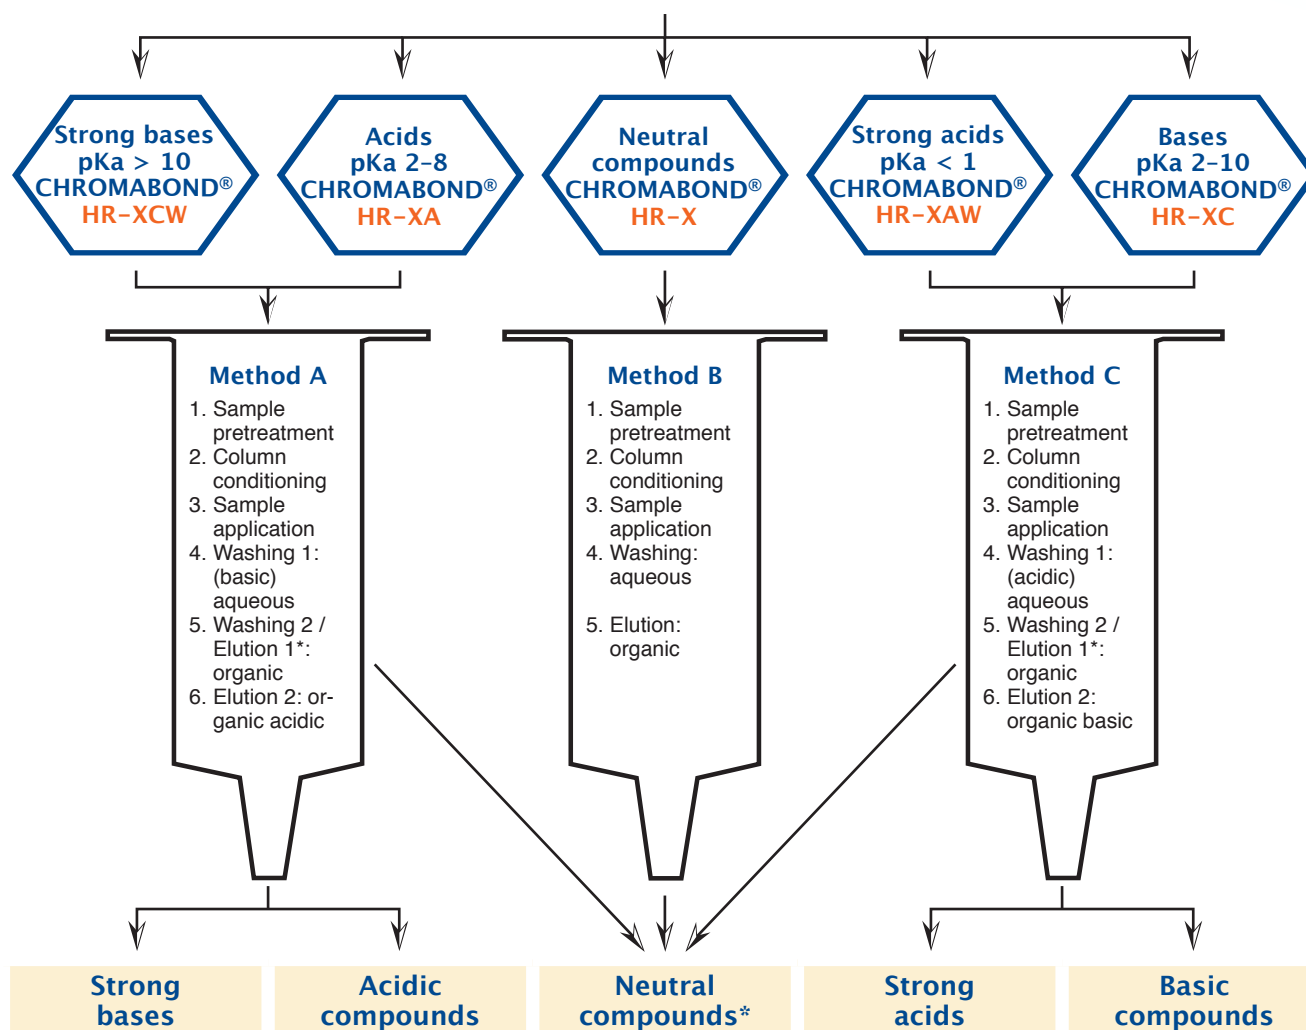 Strong bases
pKa > 10
CHROMABOND®
HR-XCW
Acids
pKa 2–8
CHROMABOND®
HR-XA
Neutral
compounds
CHROMABOND®
HR-X
Strong acids
pKa < 1
CHROMABOND®
HR-XAW
Bases
pKa 2–10
CHROMABOND®
HR-XC
Method A
1. Sample
pretreatment
2. Column
conditioning
3. Sample
application
4. Washing 1:
(basic)
aqueous
5. Washing 2 /
Elution 1*:
organic
6. Elution 2: or-
ganic acidic
Method B
1. Sample
pretreatment
2. Column
conditioning
3. Sample
application
4. Washing:
aqueous
5. Elution:
organic
Method C
1. Sample
pretreatment
2. Column
conditioning
3. Sample
application
4. Washing 1:
(acidic)
aqueous
5. Washing 2 /
Elution 1*:
organic
6. Elution 2:
organic basic
Strong
bases
Acidic
compounds
Neutral
compounds*
Strong
acids
Basic
compounds